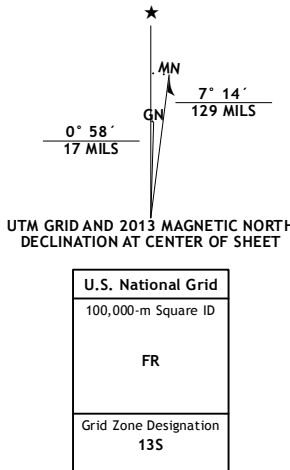 ★
MN
GN
7° 14´
129 MILS
0° 58´
17 MILS
UTM GRID AND 2013 MAGNETIC NORTH
DECLINATION AT CENTER OF SHEET
U.S. National Grid
100,000-m Square ID
FR
Grid Zone Designation
13S